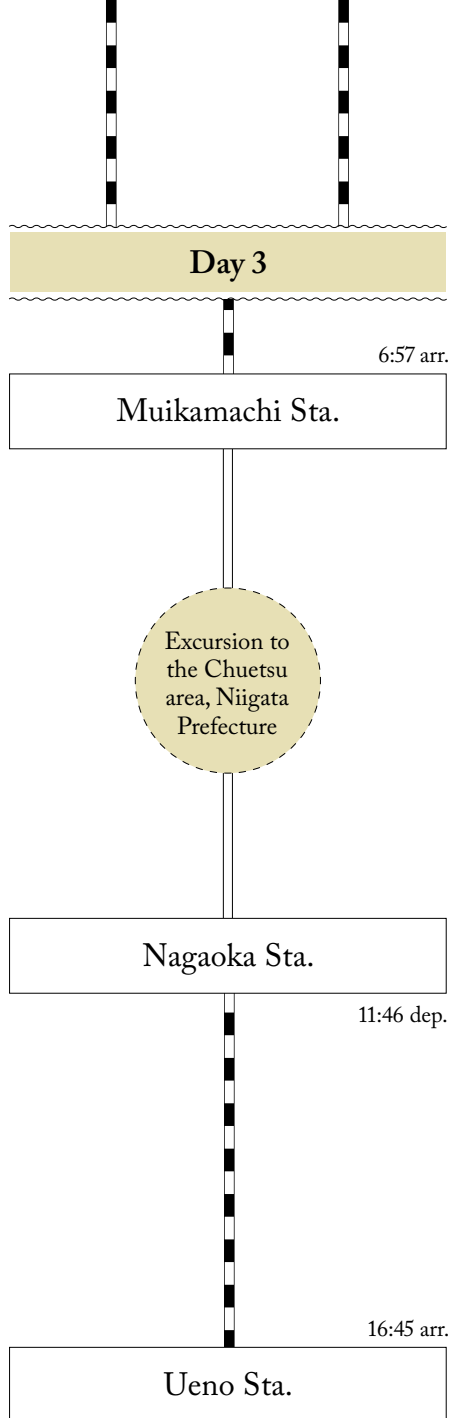 Day 3
6:57 arr.
Muikamachi Sta.
Excursion to
the Chuetsu
area, Niigata
Prefecture
Nagaoka Sta.
11:46 dep.
16:45 arr.
Ueno Sta.